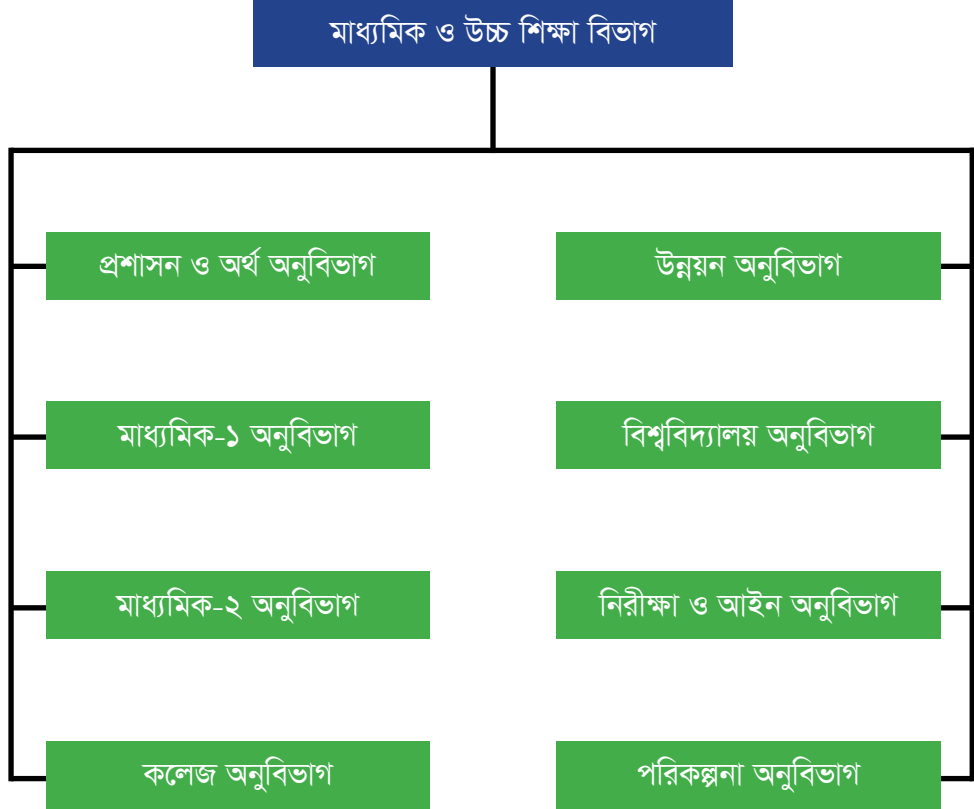 মাধ্যমিক ও উচ্চ শিক্ষা বিভাগ
প্রশাসন ও অর্থ অনুবিভাগ
উন্নয়ন অনুবিভাগ
মাধ্যমিক-১ অনুবিভাগ
বিশ্ববিদ্যালয় অনুবিভাগ
মাধ্যমিক-২ অনুবিভাগ
নিরীক্ষা ও আইন অনুবিভাগ
কলেজ অনুবিভাগ
পরিকল্পনা অনুবিভাগ